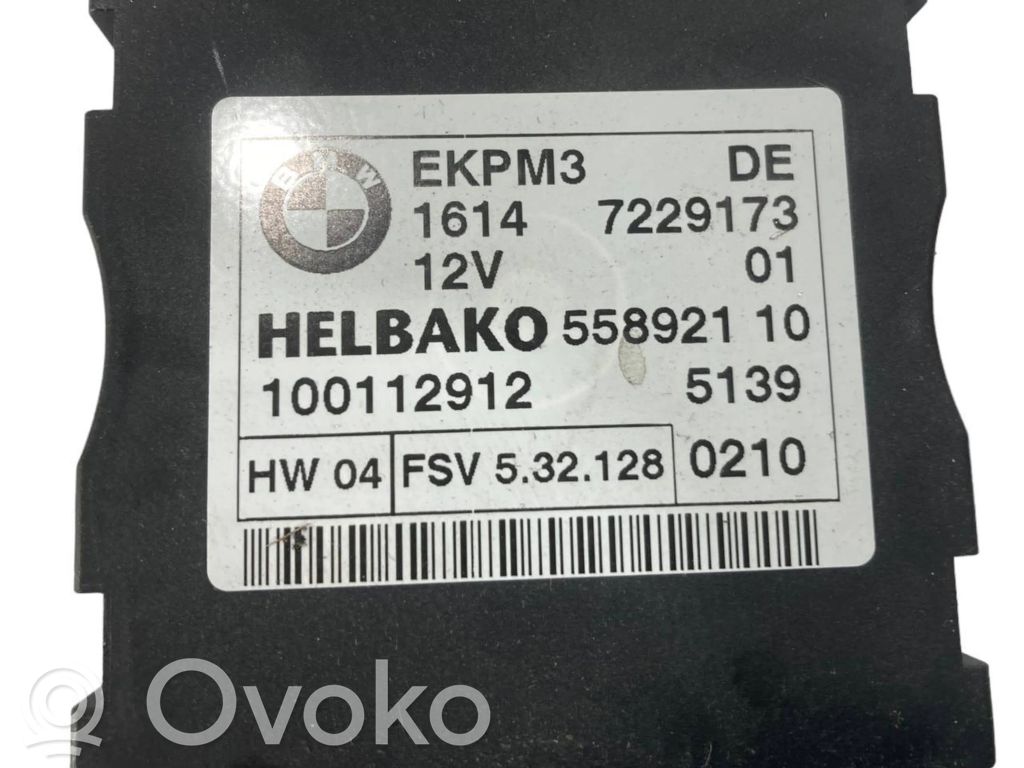 BMW
EKPM3 DE
1614 7229173
12V 01
HELBAKO 558921 10
100112912 5139
HW 04 FSV 5.32.128 0210
Ovoko